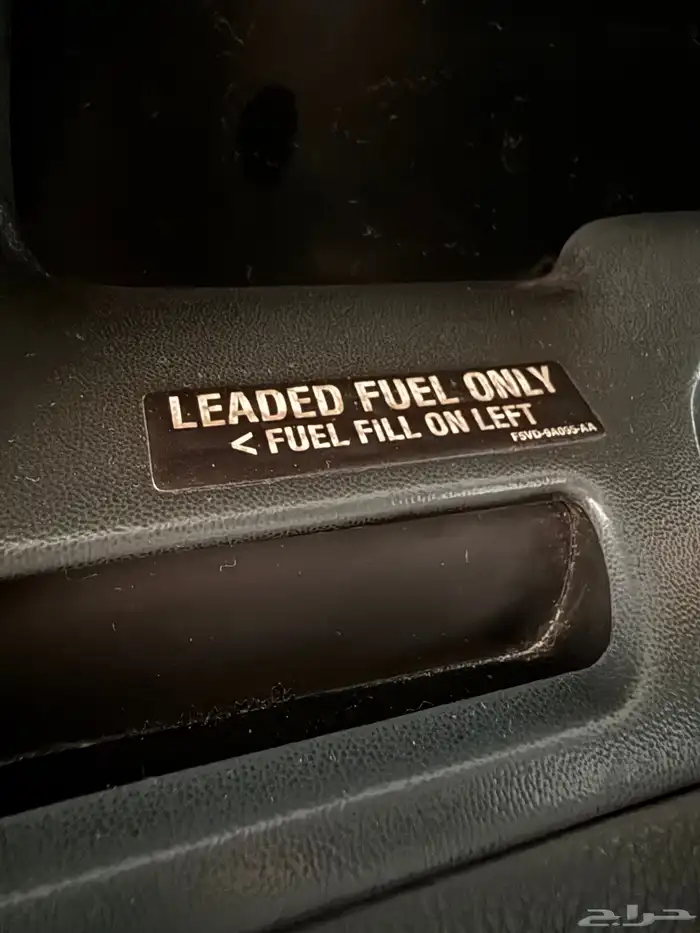 LEADED FUEL ONLY
< FUEL FILL ON LEFT
F5VD-9A095-AA
حراج